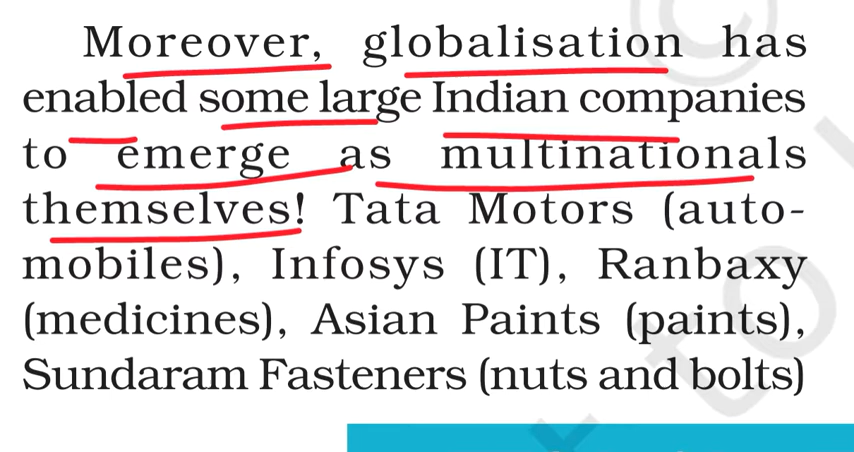 Moreover, globalisation has
enabled some large Indian companies
to emerge as multinationals
themselves! Tata Motors (auto-
mobiles), Infosys (IT), Ranbaxy
(medicines), Asian Paints (paints),
Sundaram Fasteners (nuts and bolts)